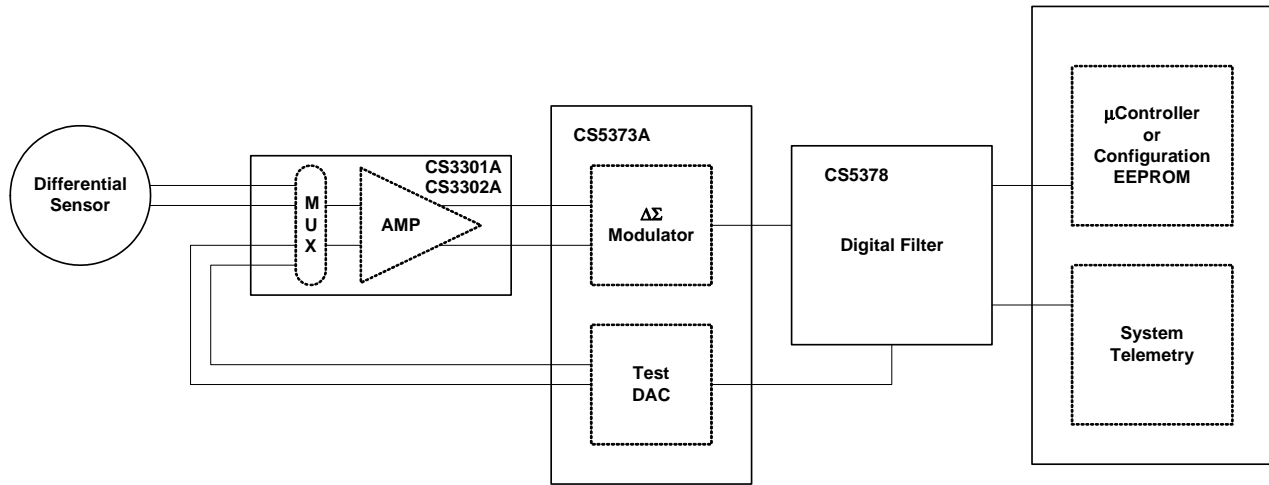 Differential
Sensor
M
U
X
AMP
CS3301A
CS3302A
CS5373A
ΔΣ
Modulator
Test
DAC
CS5378
Digital Filter
μController
or
Configuration
EEPROM
System
Telemetry